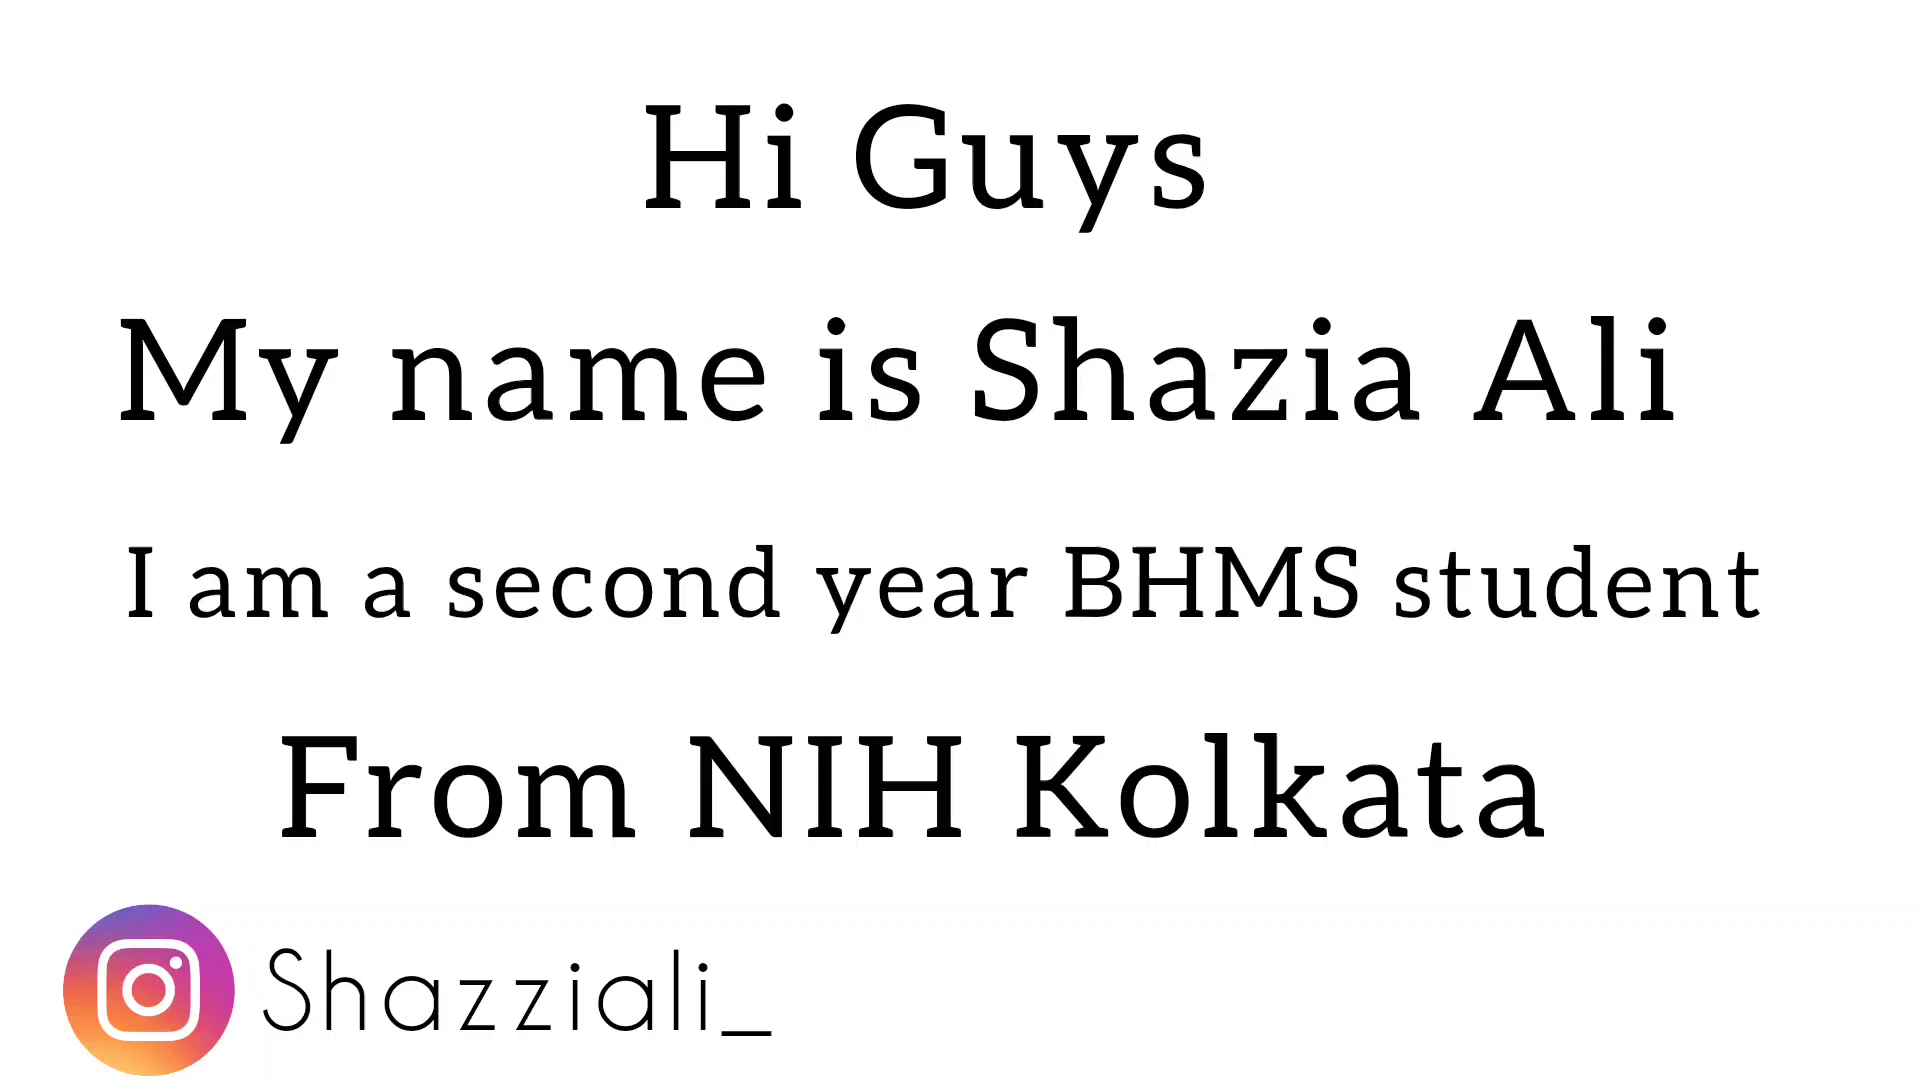 Hi Guys
My name is Shazia Ali
I am a second year BHMS student
From NIH Kolkata
Shazziali_